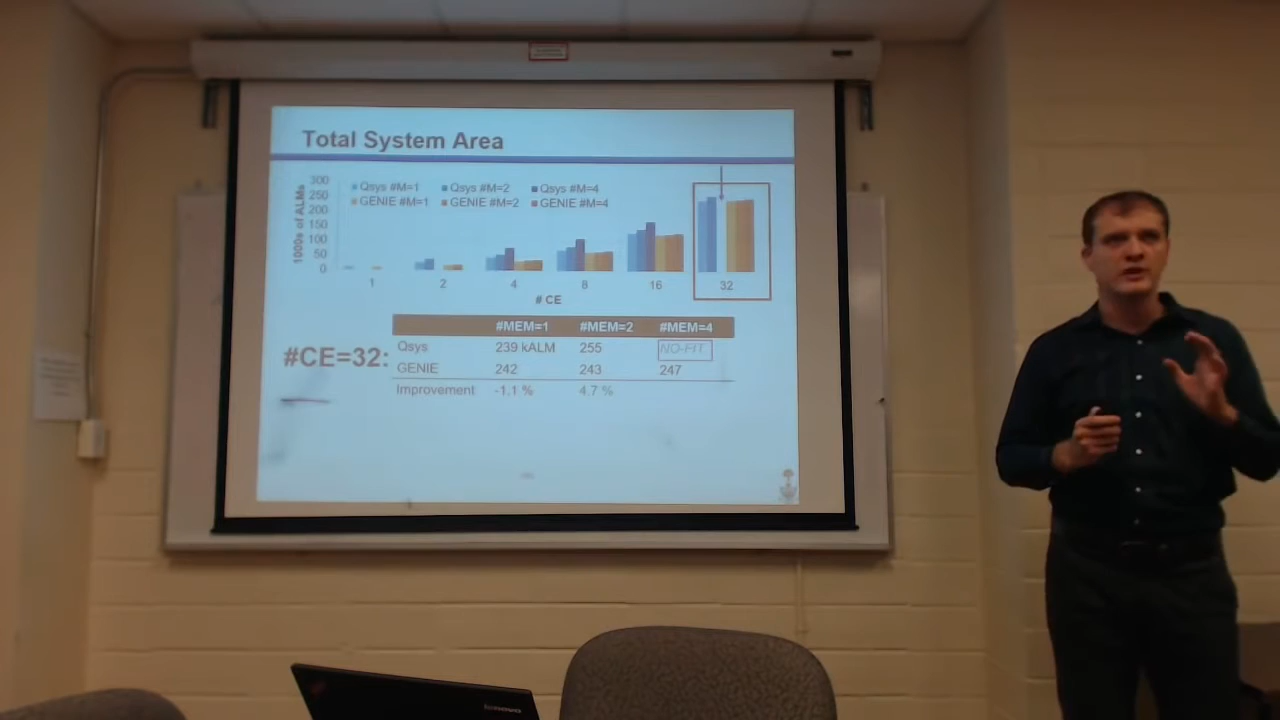 Total System Area
300
250
200
150
100
50
0
1000s of ALMs
Qsys #M=1 Qsys #M=2 Qsys #M=4
GENIE #M=1 GENIE #M=2 GENIE #M=4
1 2 4 8 16 32
# CE
#CE=32:
#MEM=1 #MEM=2 #MEM=4
Qsys 239 kALM 255 NO-FIT
GENIE 242 243 247
Improvement -1.1 % 4.7 %
lenovo